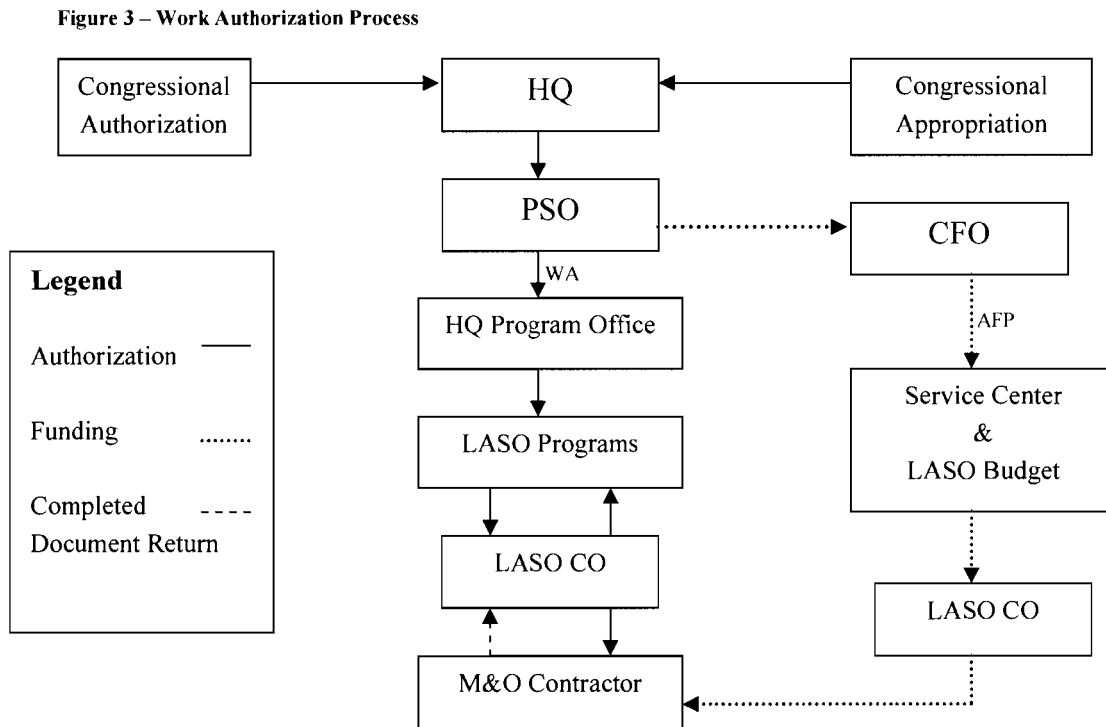 Figure 3 – Work Authorization Process
Congressional
Authorization
HQ
Congressional
Appropriation
PSO
CFO
WA
AFP
Legend
Authorization
Funding
Completed
Document Return
HQ Program Office
LASO Programs
LASO CO
M&O Contractor
Service Center
&
LASO Budget
LASO CO